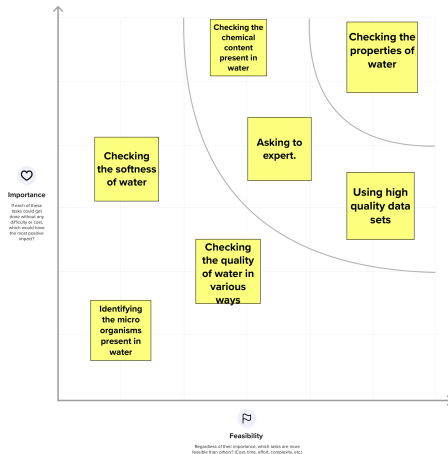 Checking the
chemical
content
present in
water
Checking the
properties of
water
Asking to
expert.
Checking
the softness
of water
Using high
quality data
sets
Checking
the quality
of water in
various
ways
Identifying
the micro
organisms
present in
water
Importance
If each of these
tasks could get
done without any
difficulty or cost,
which would have
the most positive
impact?
Feasibility
Regardless of their importance, which tasks are more
feasible than others? (Cost, time, effort, complexity, etc.)